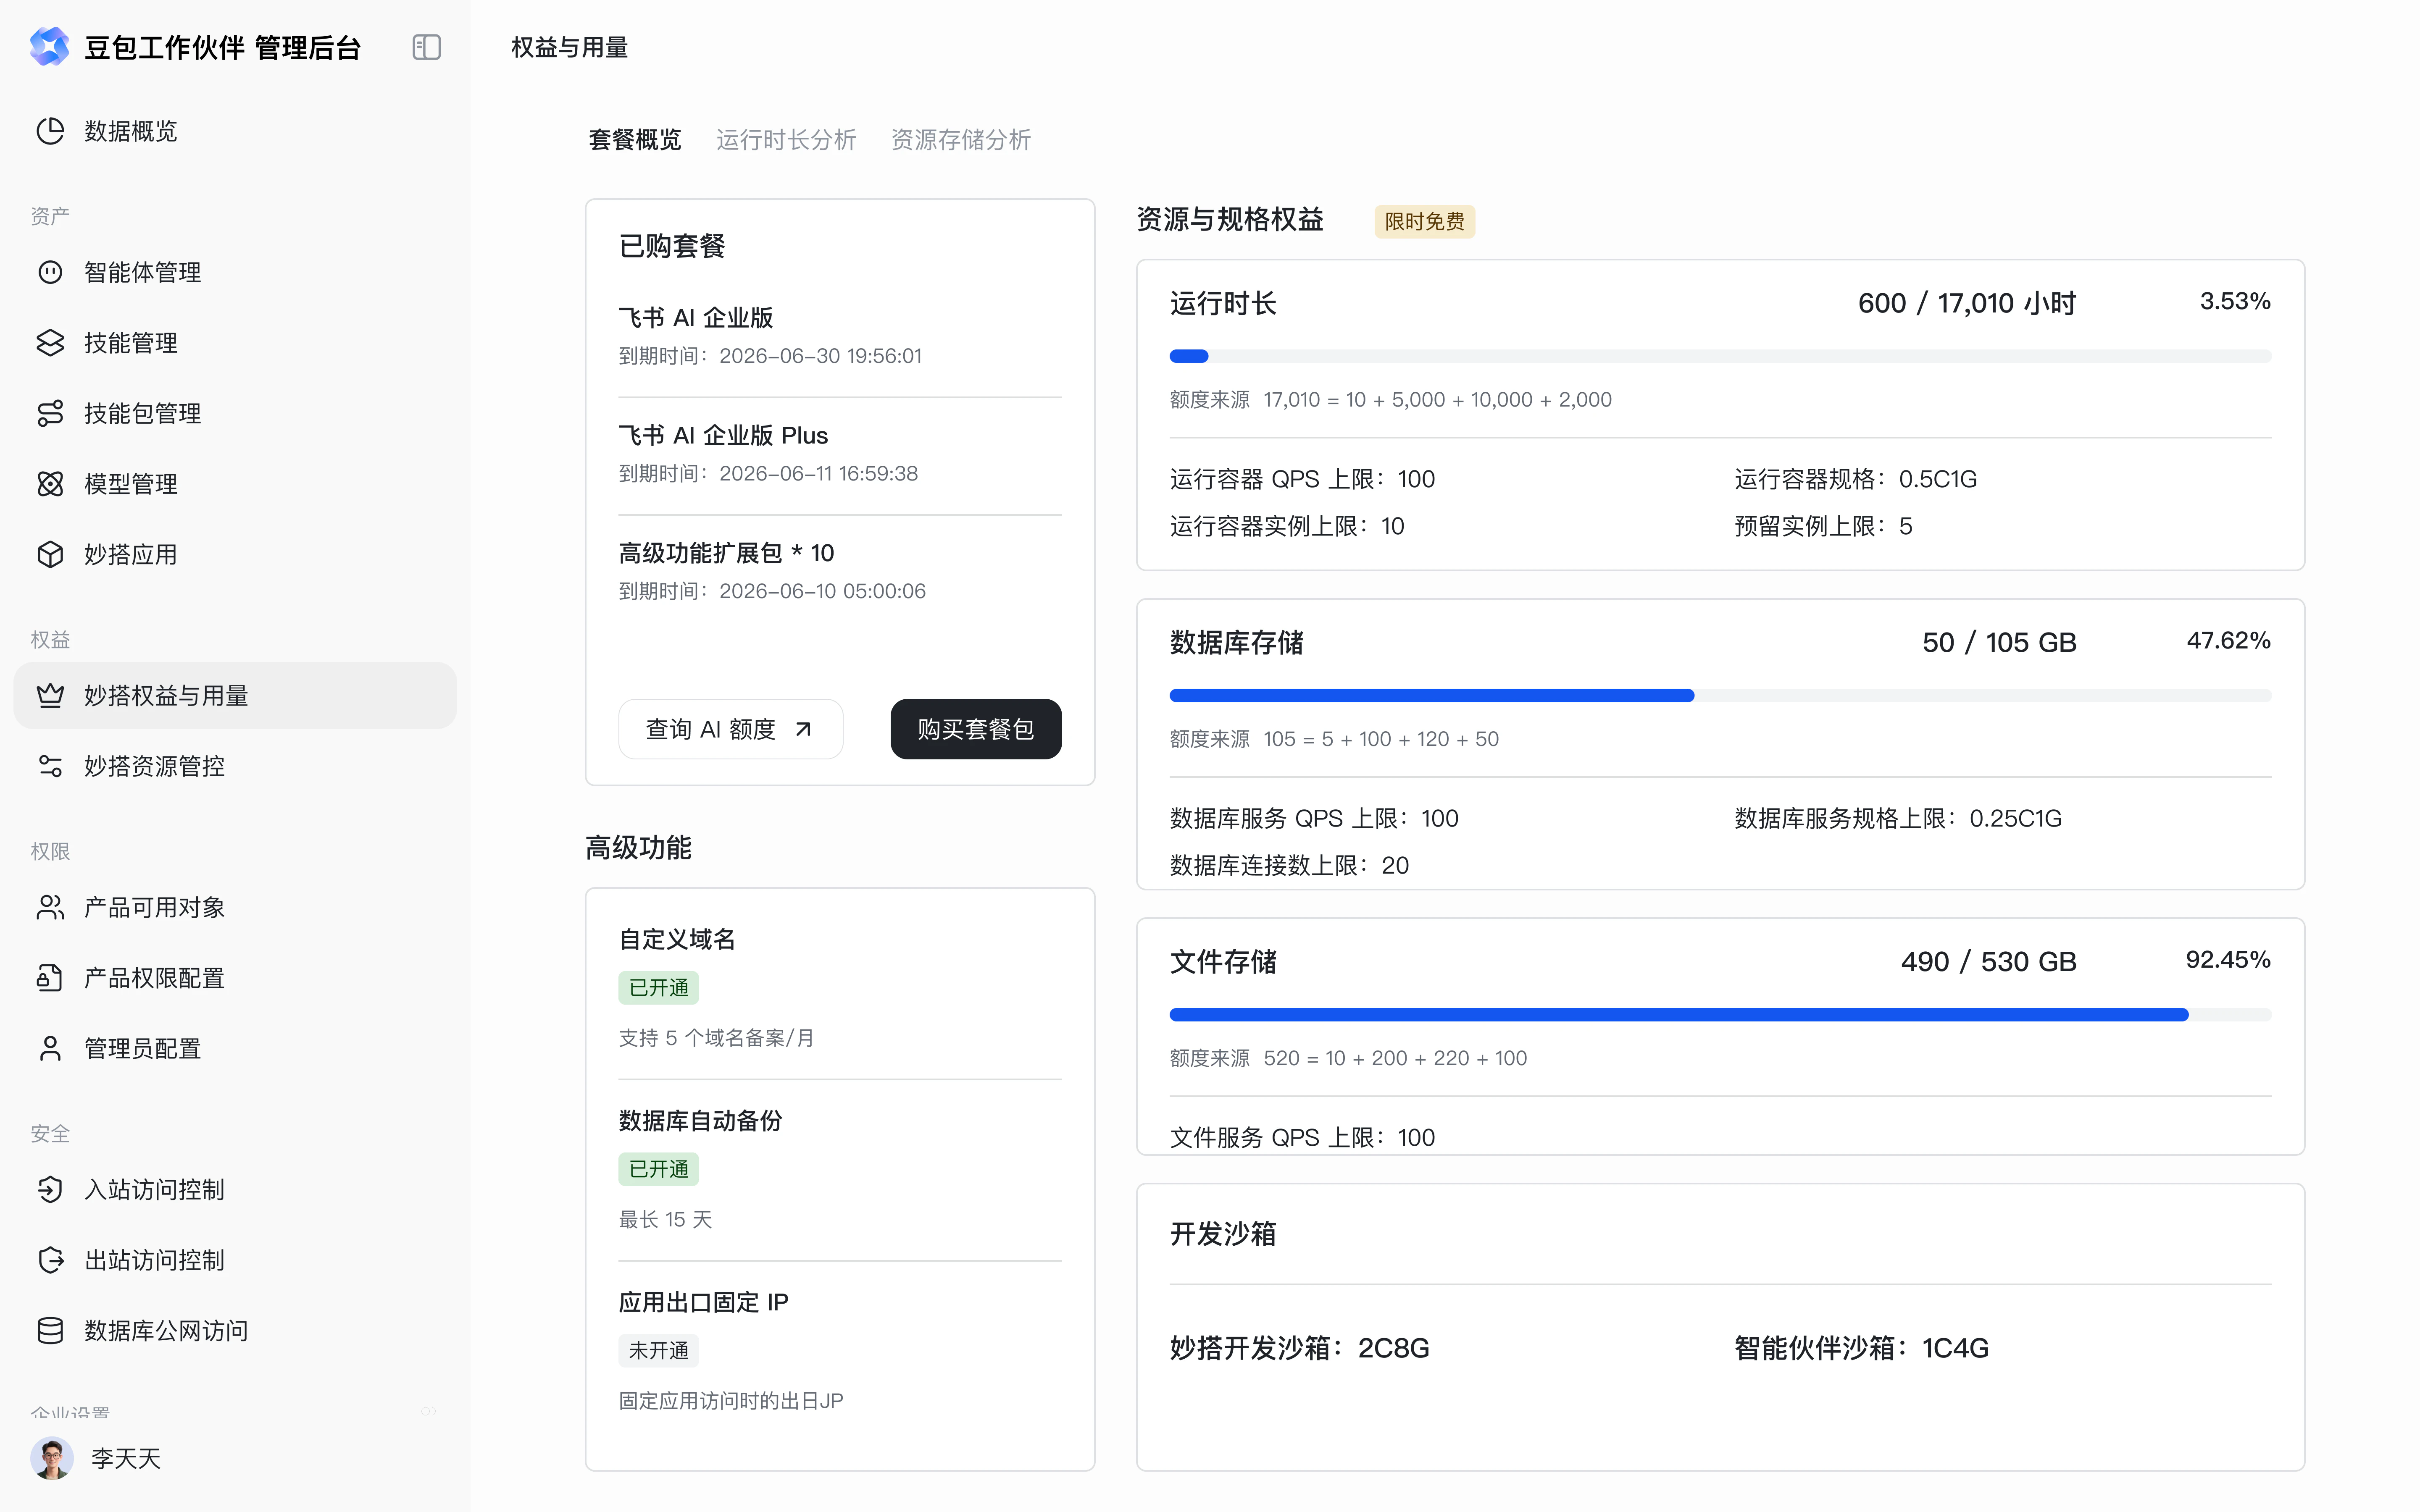 豆包工作伙伴 管理后台
数据概览
资产
智能体管理
技能管理
技能包管理
模型管理
妙搭应用
权益
妙搭权益与用量
妙搭资源管控
权限
产品可用对象
产品权限配置
管理员配置
安全
入站访问控制
出站访问控制
数据库公网访问
企业设置
李天天
权益与用量
套餐概览 运行时长分析 资源存储分析
已购套餐
飞书 AI 企业版
到期时间：2026-06-30 19:56:01
飞书 AI 企业版 Plus
到期时间：2026-06-11 16:59:38
高级功能扩展包 * 10
到期时间：2026-06-10 05:00:06
查询 AI 额度 购买套餐包
高级功能
自定义域名
已开通
支持 5 个域名备案/月
数据库自动备份
已开通
最长 15 天
应用出口固定 IP
未开通
固定应用访问时的出日JP
资源与规格权益 限时免费
运行时长 600 / 17,010 小时 3.53%
额度来源 17,010 = 10 + 5,000 + 10,000 + 2,000
运行容器 QPS 上限：100 运行容器规格：0.5C1G
运行容器实例上限：10 预留实例上限：5
数据库存储 50 / 105 GB 47.62%
额度来源 105 = 5 + 100 + 120 + 50
数据库服务 QPS 上限：100 数据库服务规格上限：0.25C1G
数据库连接数上限：20
文件存储 490 / 530 GB 92.45%
额度来源 520 = 10 + 200 + 220 + 100
文件服务 QPS 上限：100
开发沙箱
妙搭开发沙箱：2C8G 智能伙伴沙箱：1C4G